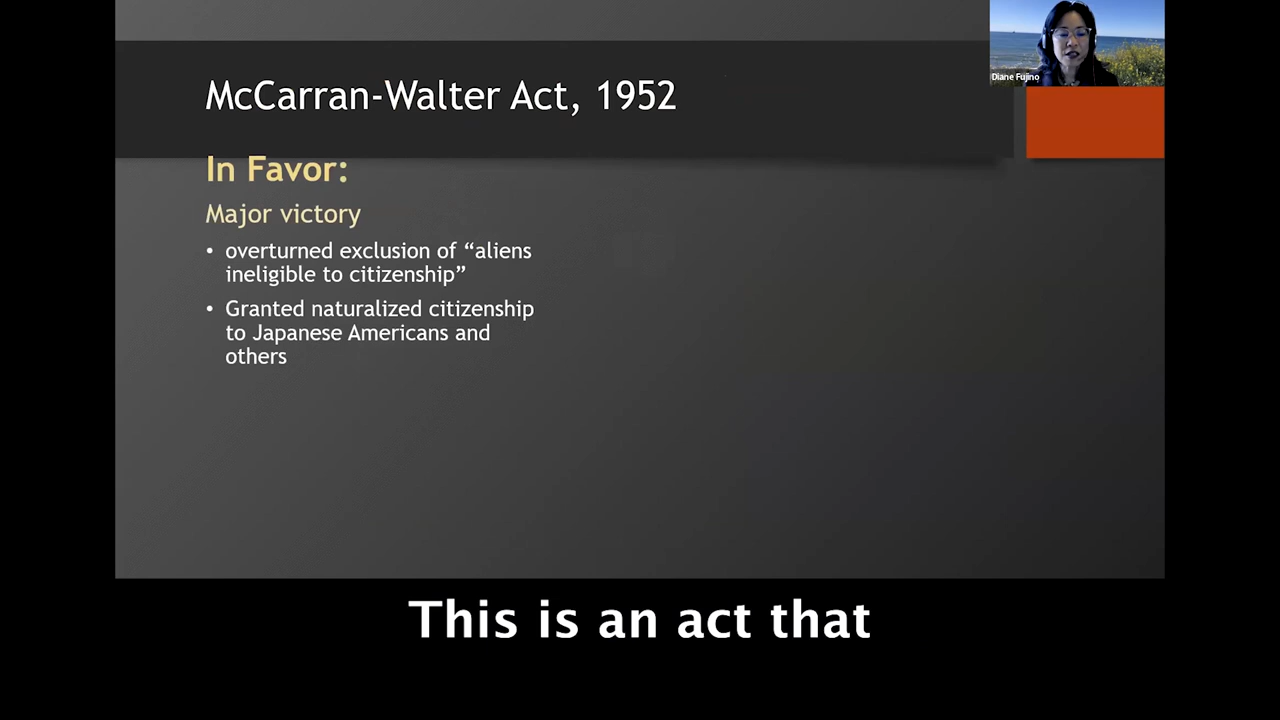 McCarran-Walter Act, 1952
Diane Fujino
In Favor:
Major victory
• overturned exclusion of “aliens
ineligible to citizenship”
• Granted naturalized citizenship
to Japanese Americans and
others
This is an act that